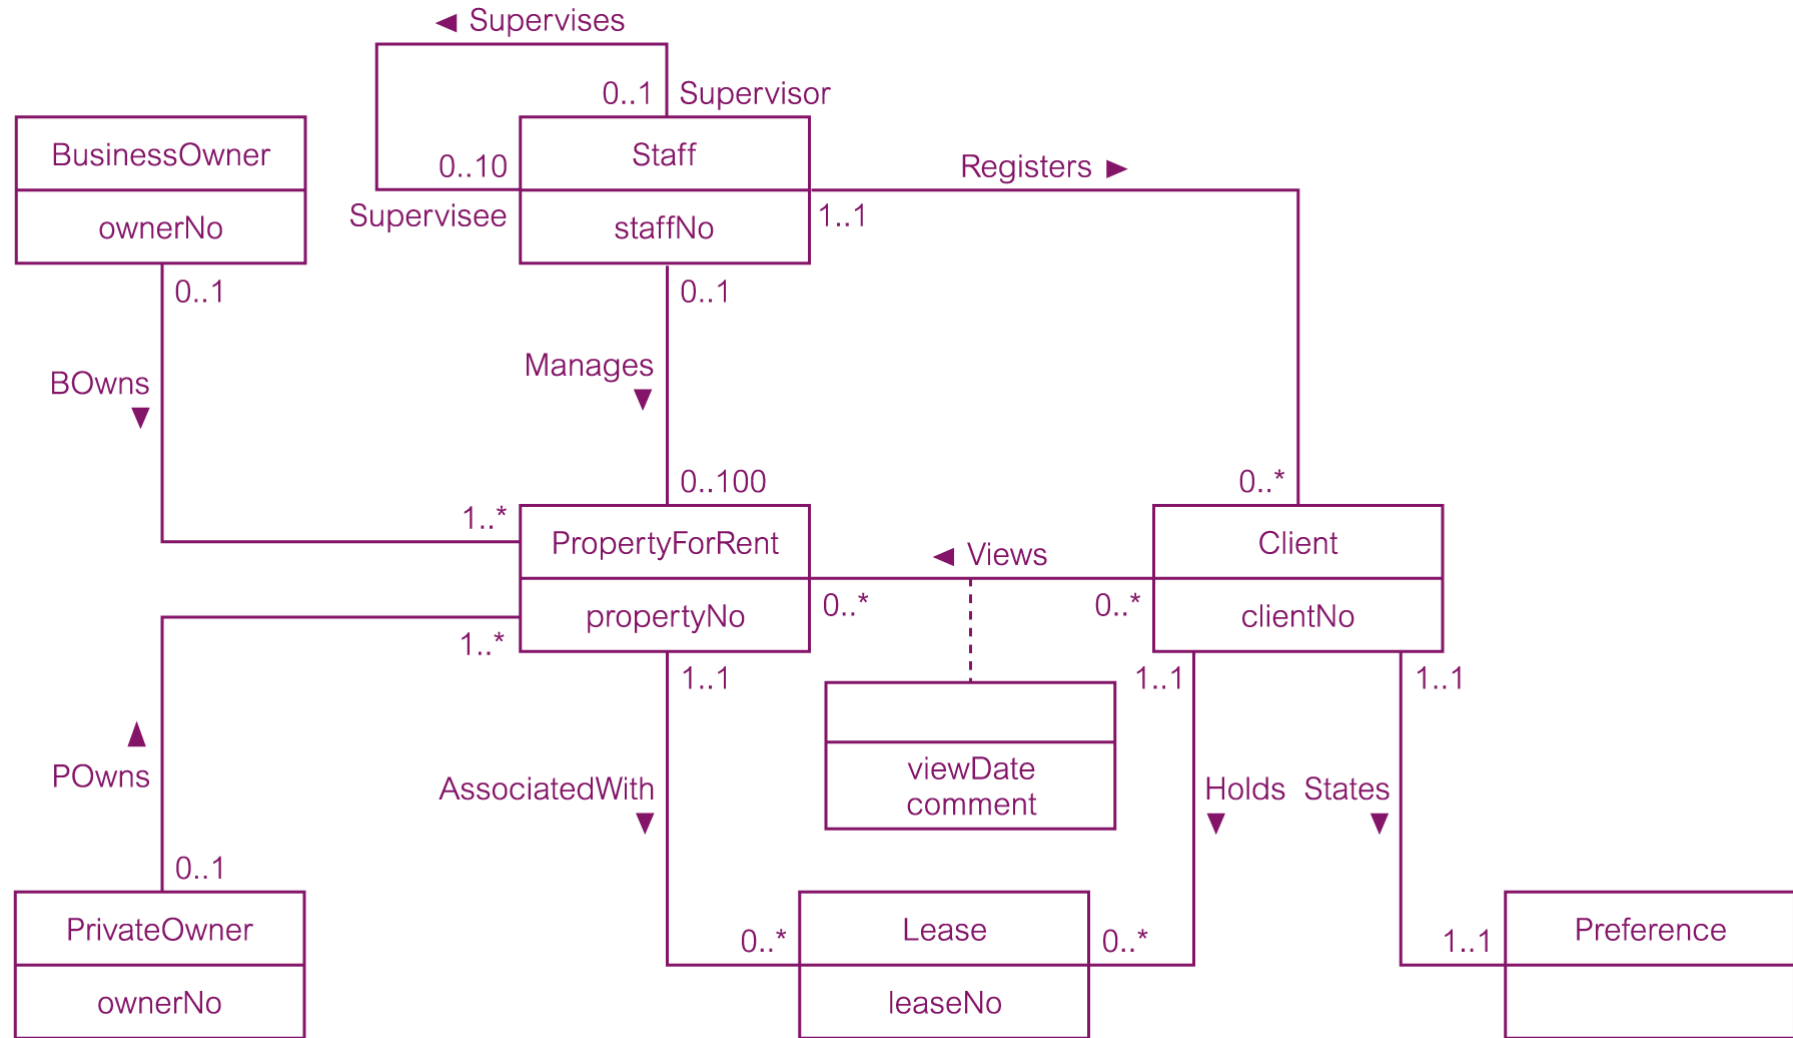 ◄ Supervises
0..1 Supervisor
BusinessOwner
ownerNo
0..10
Supervisee
Staff
staffNo
Registers ►
1..1
0..1
0..1
BOwns
▼
Manages
▼
0..100
0..*
1..*
PropertyForRent
propertyNo
◄ Views
0..*
0..*
Client
clientNo
1..*
1..1
1..1
1..1
viewDate
comment
▲
POwns
AssociatedWith
▼
Holds
▼
States
▼
0..1
PrivateOwner
ownerNo
0..*
Lease
leaseNo
0..*
1..1
Preference